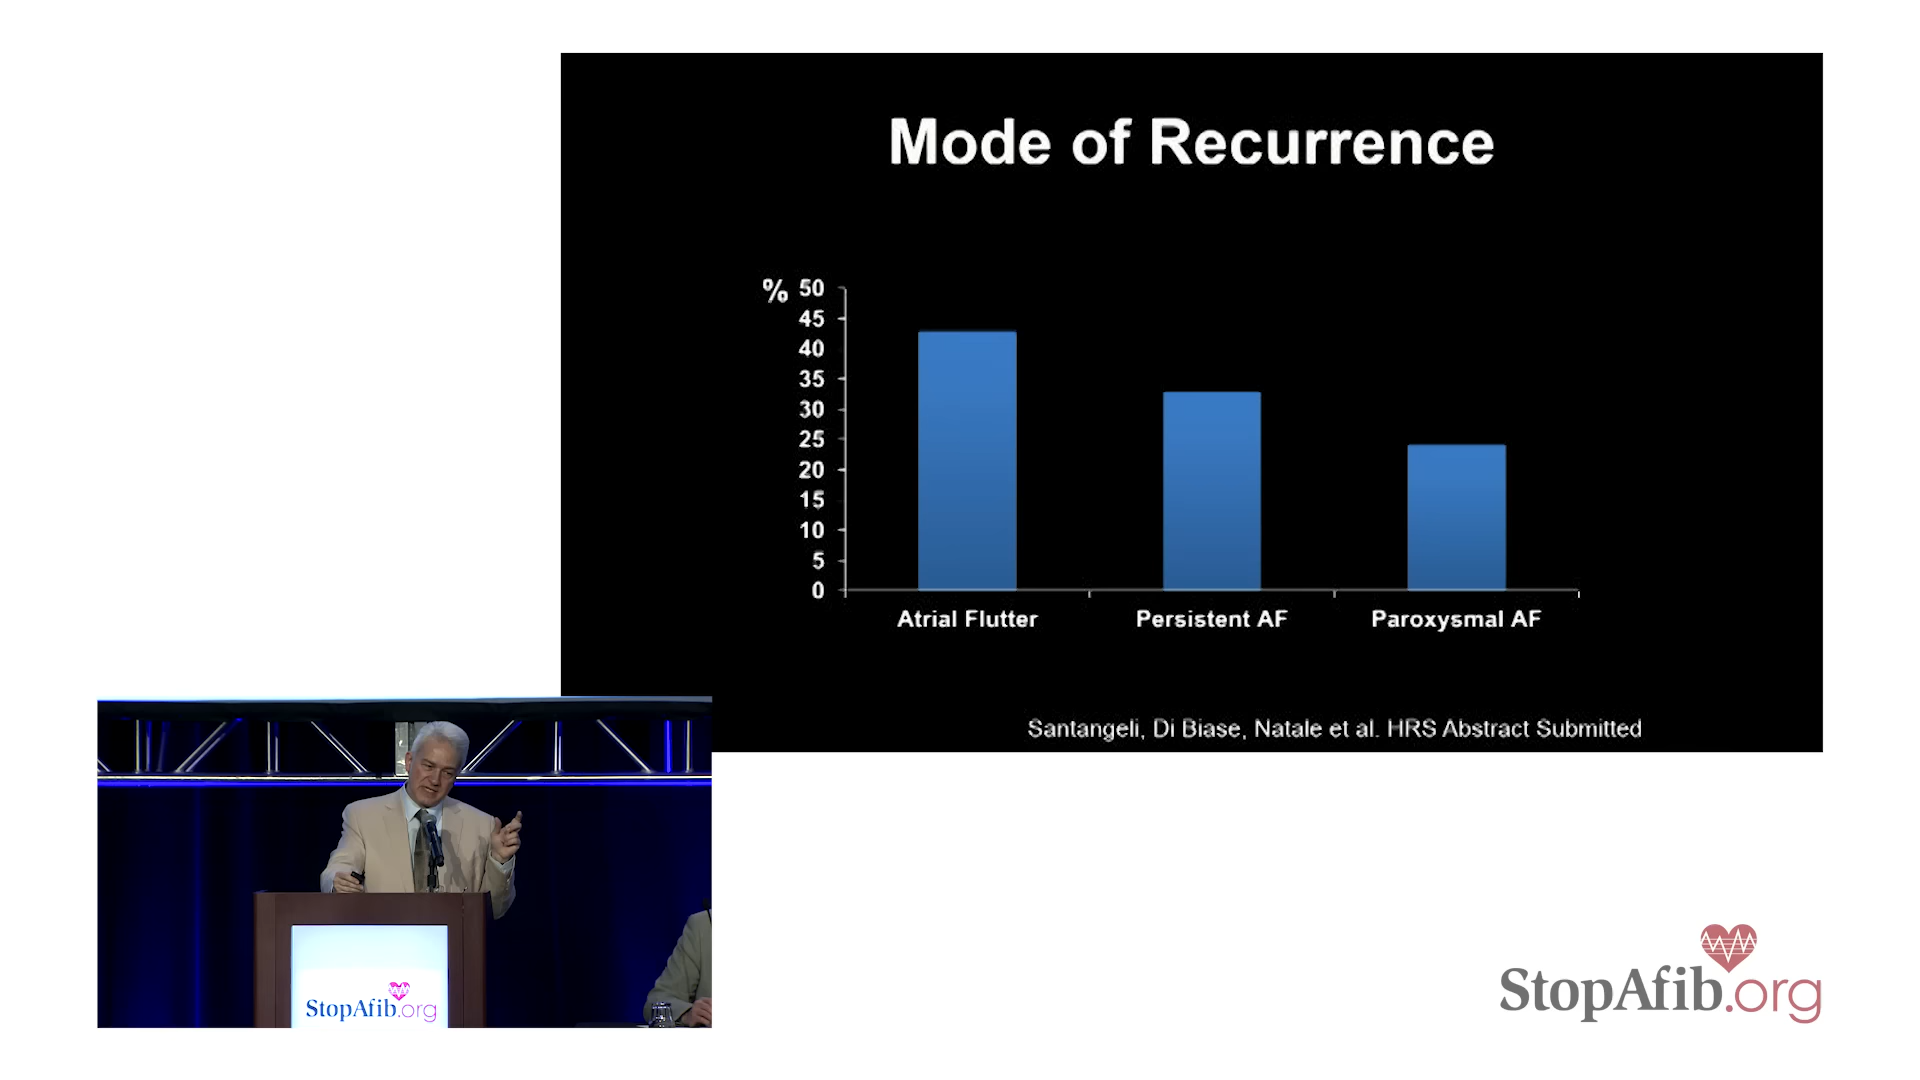 Mode of Recurrence
% 50
45
40
35
30
25
20
15
10
5
0
Atrial Flutter Persistent AF Paroxysmal AF
Santangeli, Di Biase, Natale et al. HRS Abstract Submitted
StopAfib.org
StopAfib.org